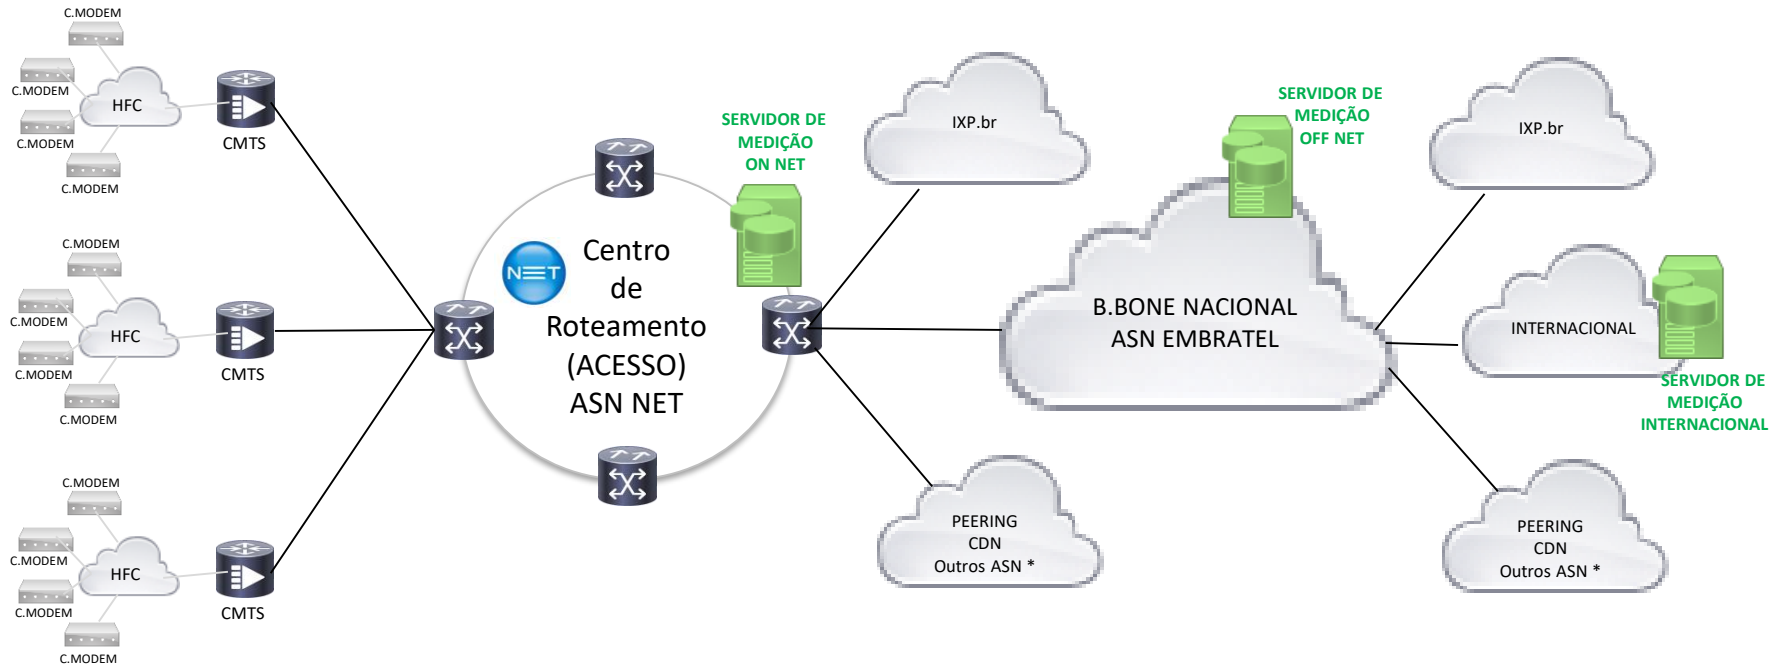 C.MODEM
C.MODEM
C.MODEM
C.MODEM
HFC
CMTS
C.MODEM
C.MODEM
C.MODEM
C.MODEM
HFC
CMTS
C.MODEM
C.MODEM
C.MODEM
C.MODEM
HFC
CMTS
NET
Centro
de
Roteamento
(ACESSO)
ASN NET
SERVIDOR DE
MEDIÇÃO
ON NET
IXP.br
PEERING
CDN
Outros ASN *
B.BONE NACIONAL
ASN EMBRATEL
SERVIDOR DE
MEDIÇÃO
OFF NET
IXP.br
INTERNACIONAL
SERVIDOR DE
MEDIÇÃO
INTERNACIONAL
PEERING
CDN
Outros ASN *